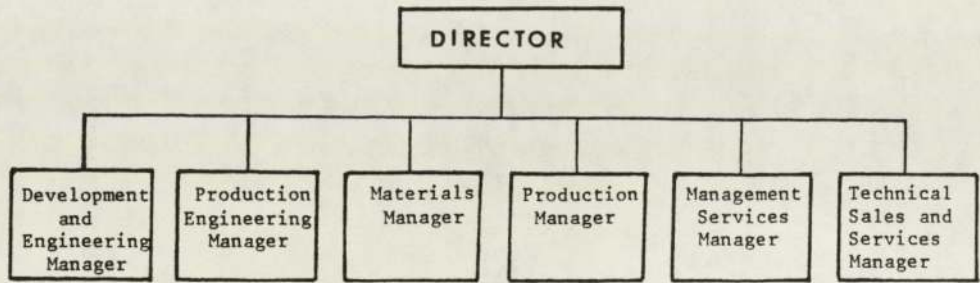 DIRECTOR
Development
and
Engineering
Manager
Production
Engineering
Manager
Materials
Manager
Production
Manager
Management
Services
Manager
Technical
Sales and
Services
Manager